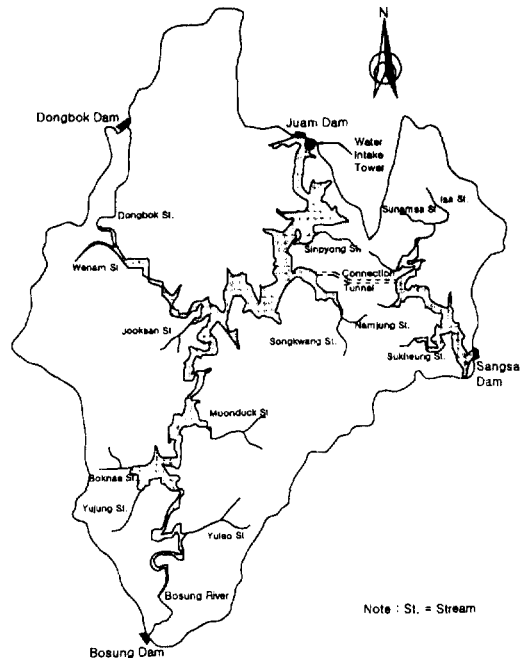 N
Dongbok Dam
Juam Dam
Water
Intake
Tower
Dongbok St.
Isa St.
Sunamsa St.
Sinpyong St.
Wenam St
Connection
Tunnel
Jooksan St
Namjung St.
Songkwang St.
Sukheung St.
Sangsa
Dam
Moonduck St
Boknae St.
Yujung St.
Yuleo St
Bosung River
Note : St. = Stream
Bosung Dam